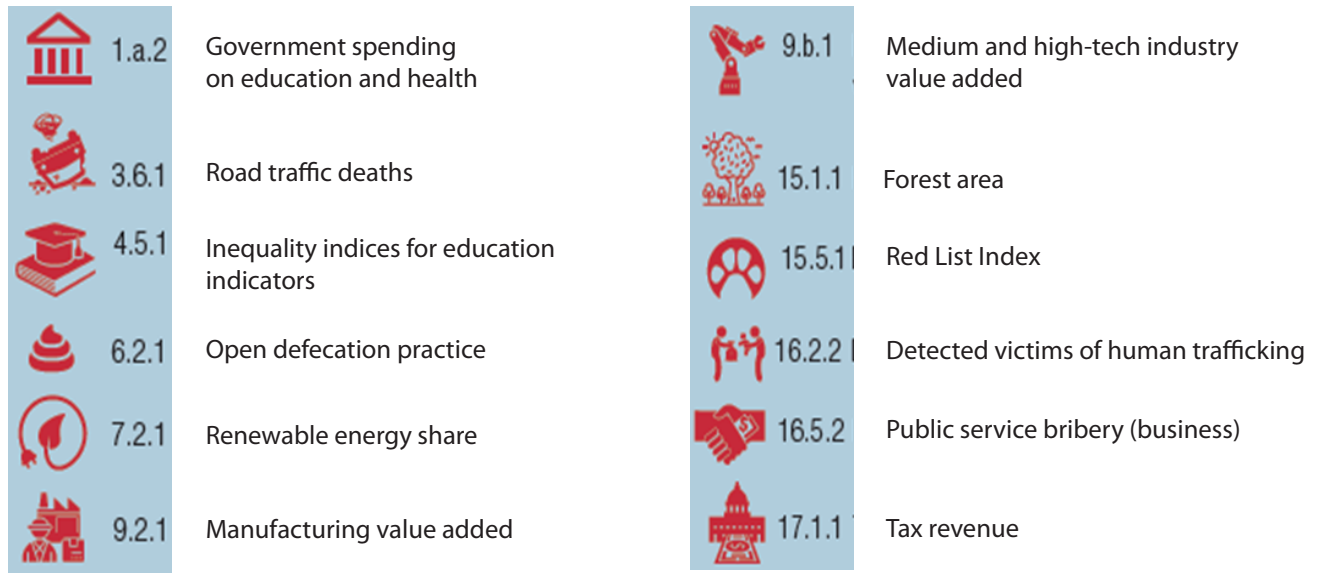 1.a.2 Government spending
on education and health
3.6.1 Road traffic deaths
4.5.1 Inequality indices for education
indicators
6.2.1 Open defecation practice
7.2.1 Renewable energy share
9.2.1 Manufacturing value added
9.b.1 Medium and high-tech industry
value added
15.1.1 Forest area
15.5.1 Red List Index
16.2.2 Detected victims of human trafficking
16.5.2 Public service bribery (business)
17.1.1 Tax revenue